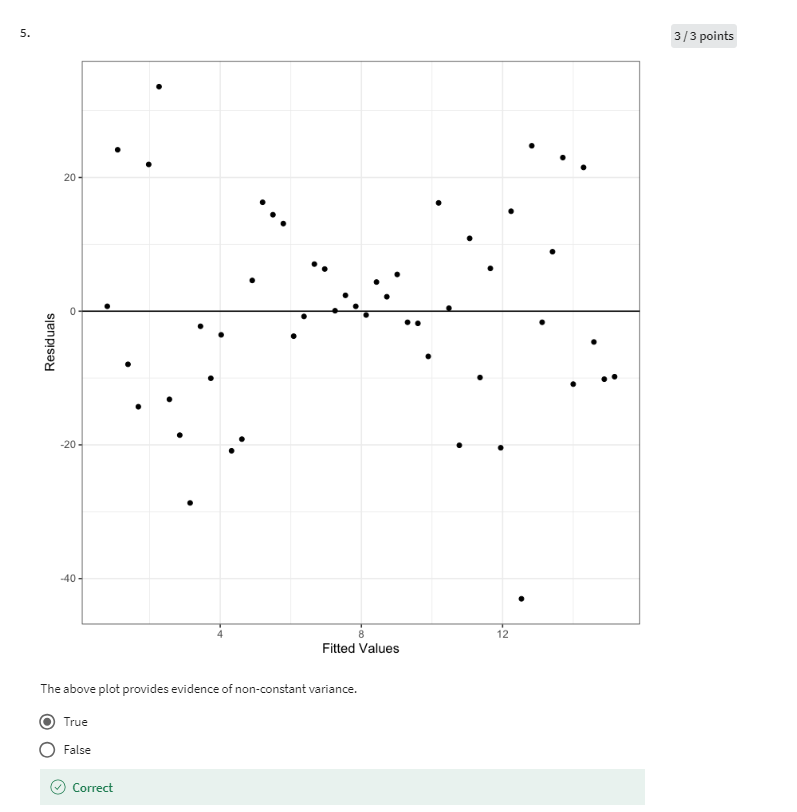 5.
3 / 3 points
20
0
-20
-40
Residuals
4 8 12
Fitted Values
The above plot provides evidence of non-constant variance.
True
False
Correct